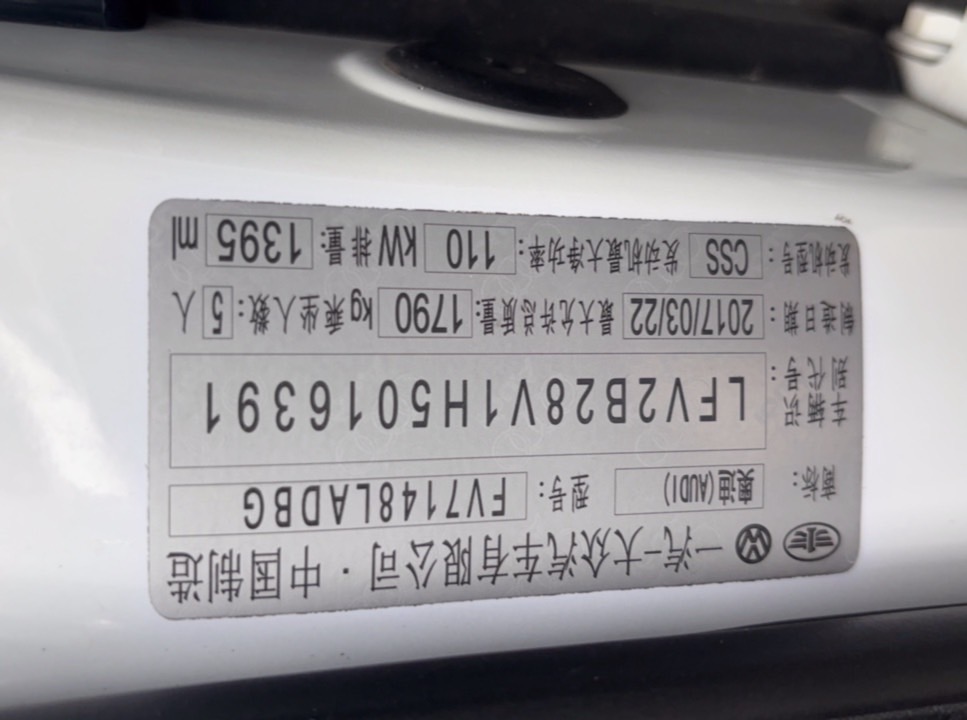 一汽-大众汽车有限公司·中国制造
商标: 奥迪(AUDI) 型号: FV7148LADBG
车辆识别代号: LFV2B28V1H5016391
制造日期: 2017/03/22 最大允许总质量: 1790 kg 乘坐人数: 5 人
发动机型号: CSS 发动机最大净功率: 110 kW 排量: 1395 ml